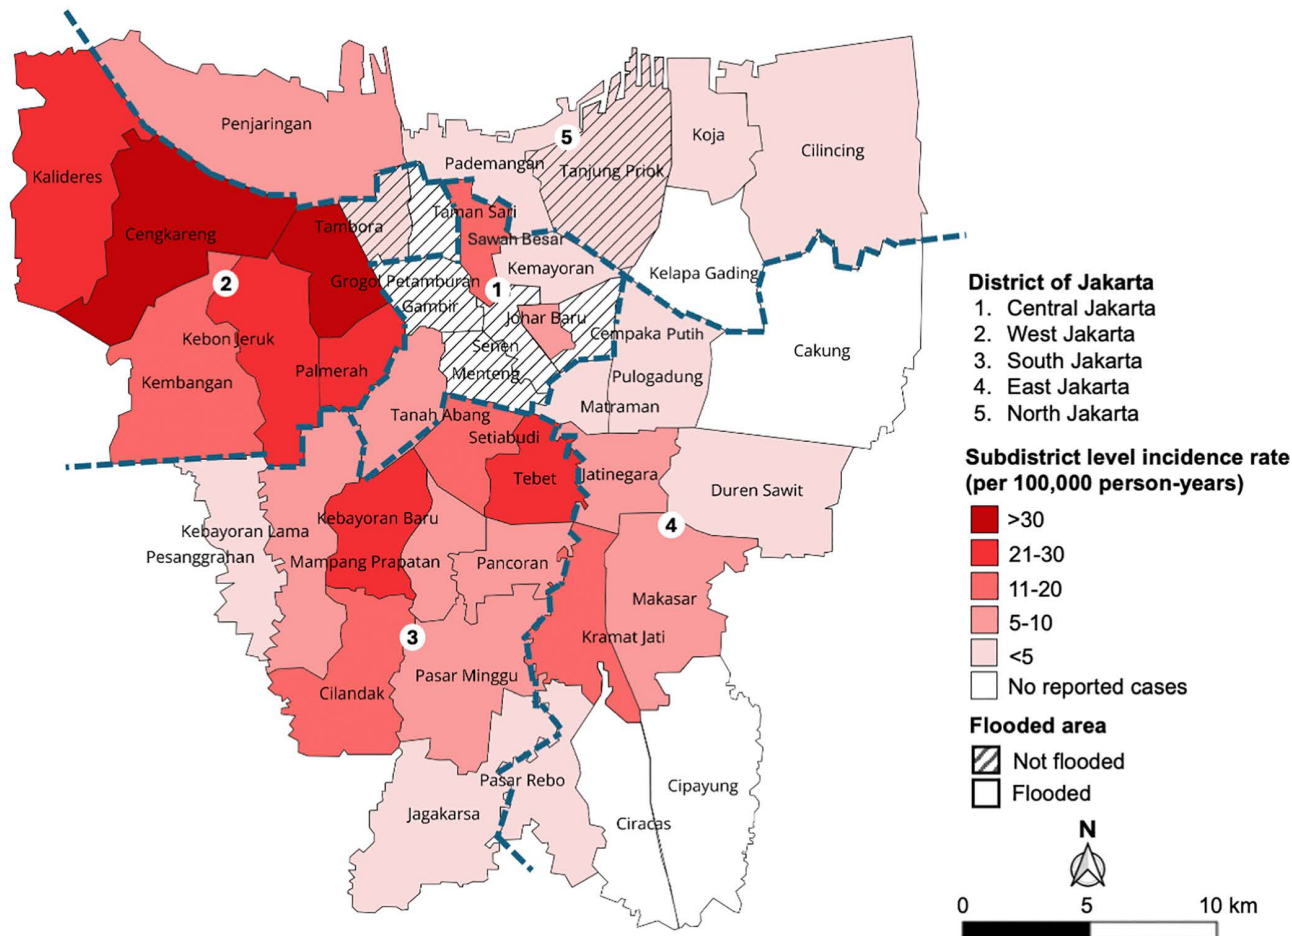 Penjaringan
Koja
Cilincing
5
Pademangan
Tanjung Priok
Kalideres
Taman Sari
Tambora
Cengkareng
Sawah Besar
Kemayoran
Kelapa Gading
Grogol Petamburan
2
1
Gambir
Johar Baru
Cempaka Putih
Kebon Jeruk
Senen
Cakung
Palmerah
Menteng
Pulogadung
Kembangan
Matraman
Tanah Abang
Setiabudi
Tebet
Jatinegara
Duren Sawit
Kebayoran Baru
4
Kebayoran Lama
Pesanggrahan
Mampang Prapatan
Pancoran
Makasar
3
Kramat Jati
Pasar Minggu
Cilandak
Pasar Rebo
Cipayung
Jagakarsa
Ciracas
District of Jakarta
1. Central Jakarta
2. West Jakarta
3. South Jakarta
4. East Jakarta
5. North Jakarta
Subdistrict level incidence rate
(per 100,000 person-years)
>30
21-30
11-20
5-10
<5
No reported cases
Flooded area
Not flooded
Flooded
N
0 5 10 km